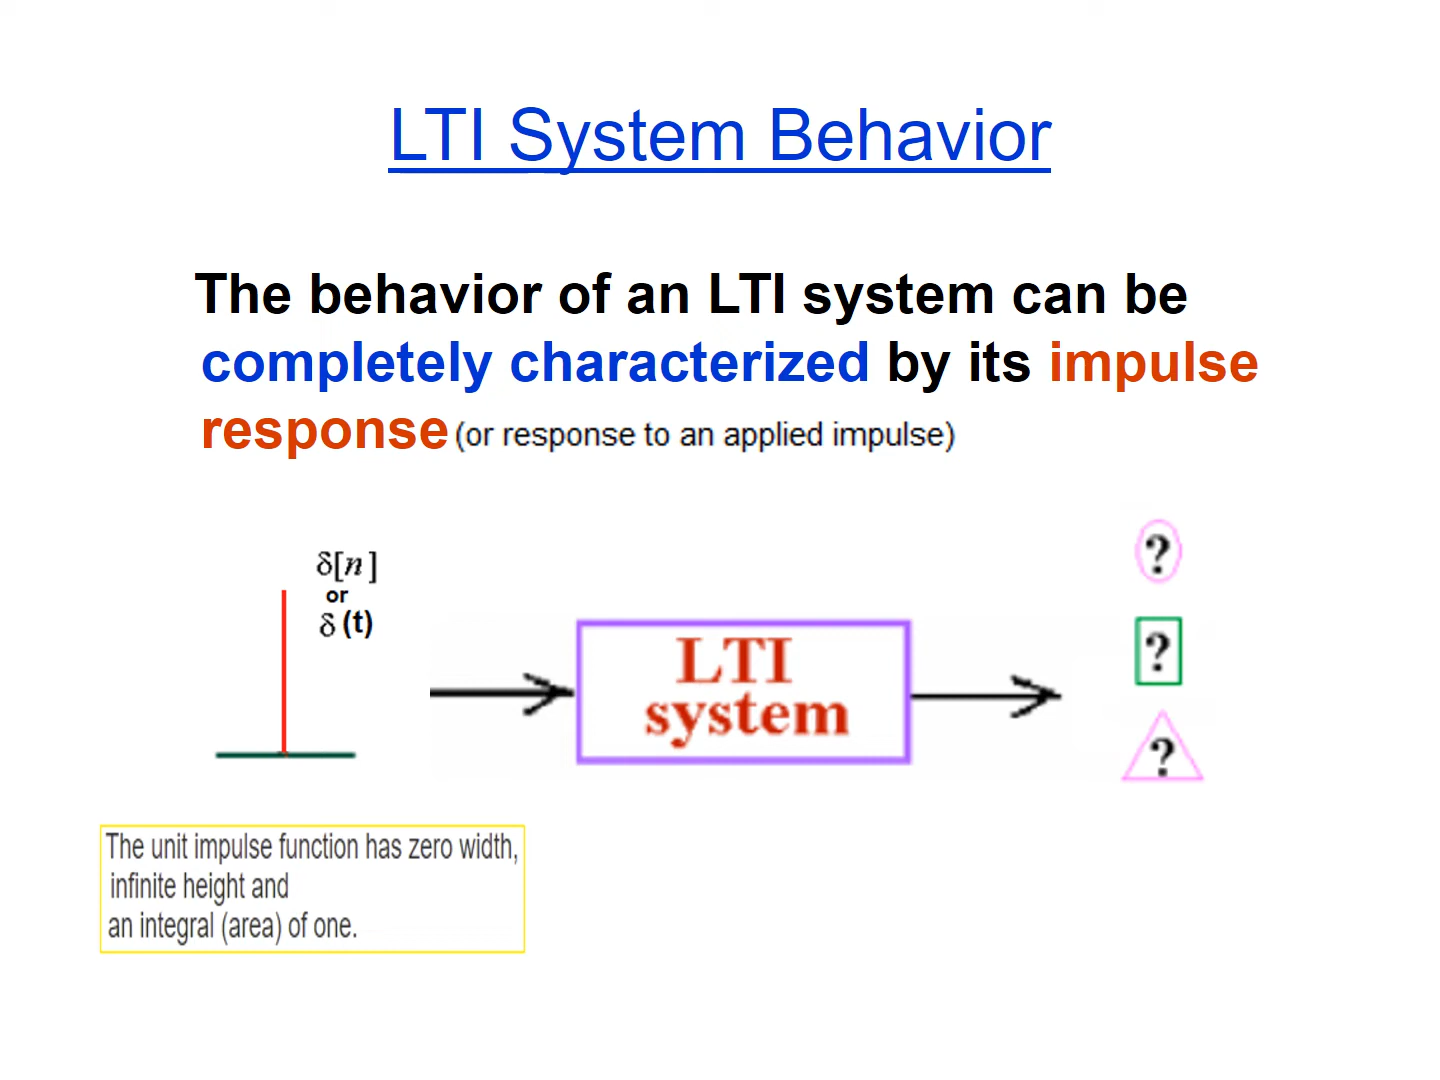 LTI System Behavior
The behavior of an LTI system can be
completely characterized by its impulse
response (or response to an applied impulse)
δ[n]
or
δ (t)
LTI
system
?
?
?
The unit impulse function has zero width,
infinite height and
an integral (area) of one.